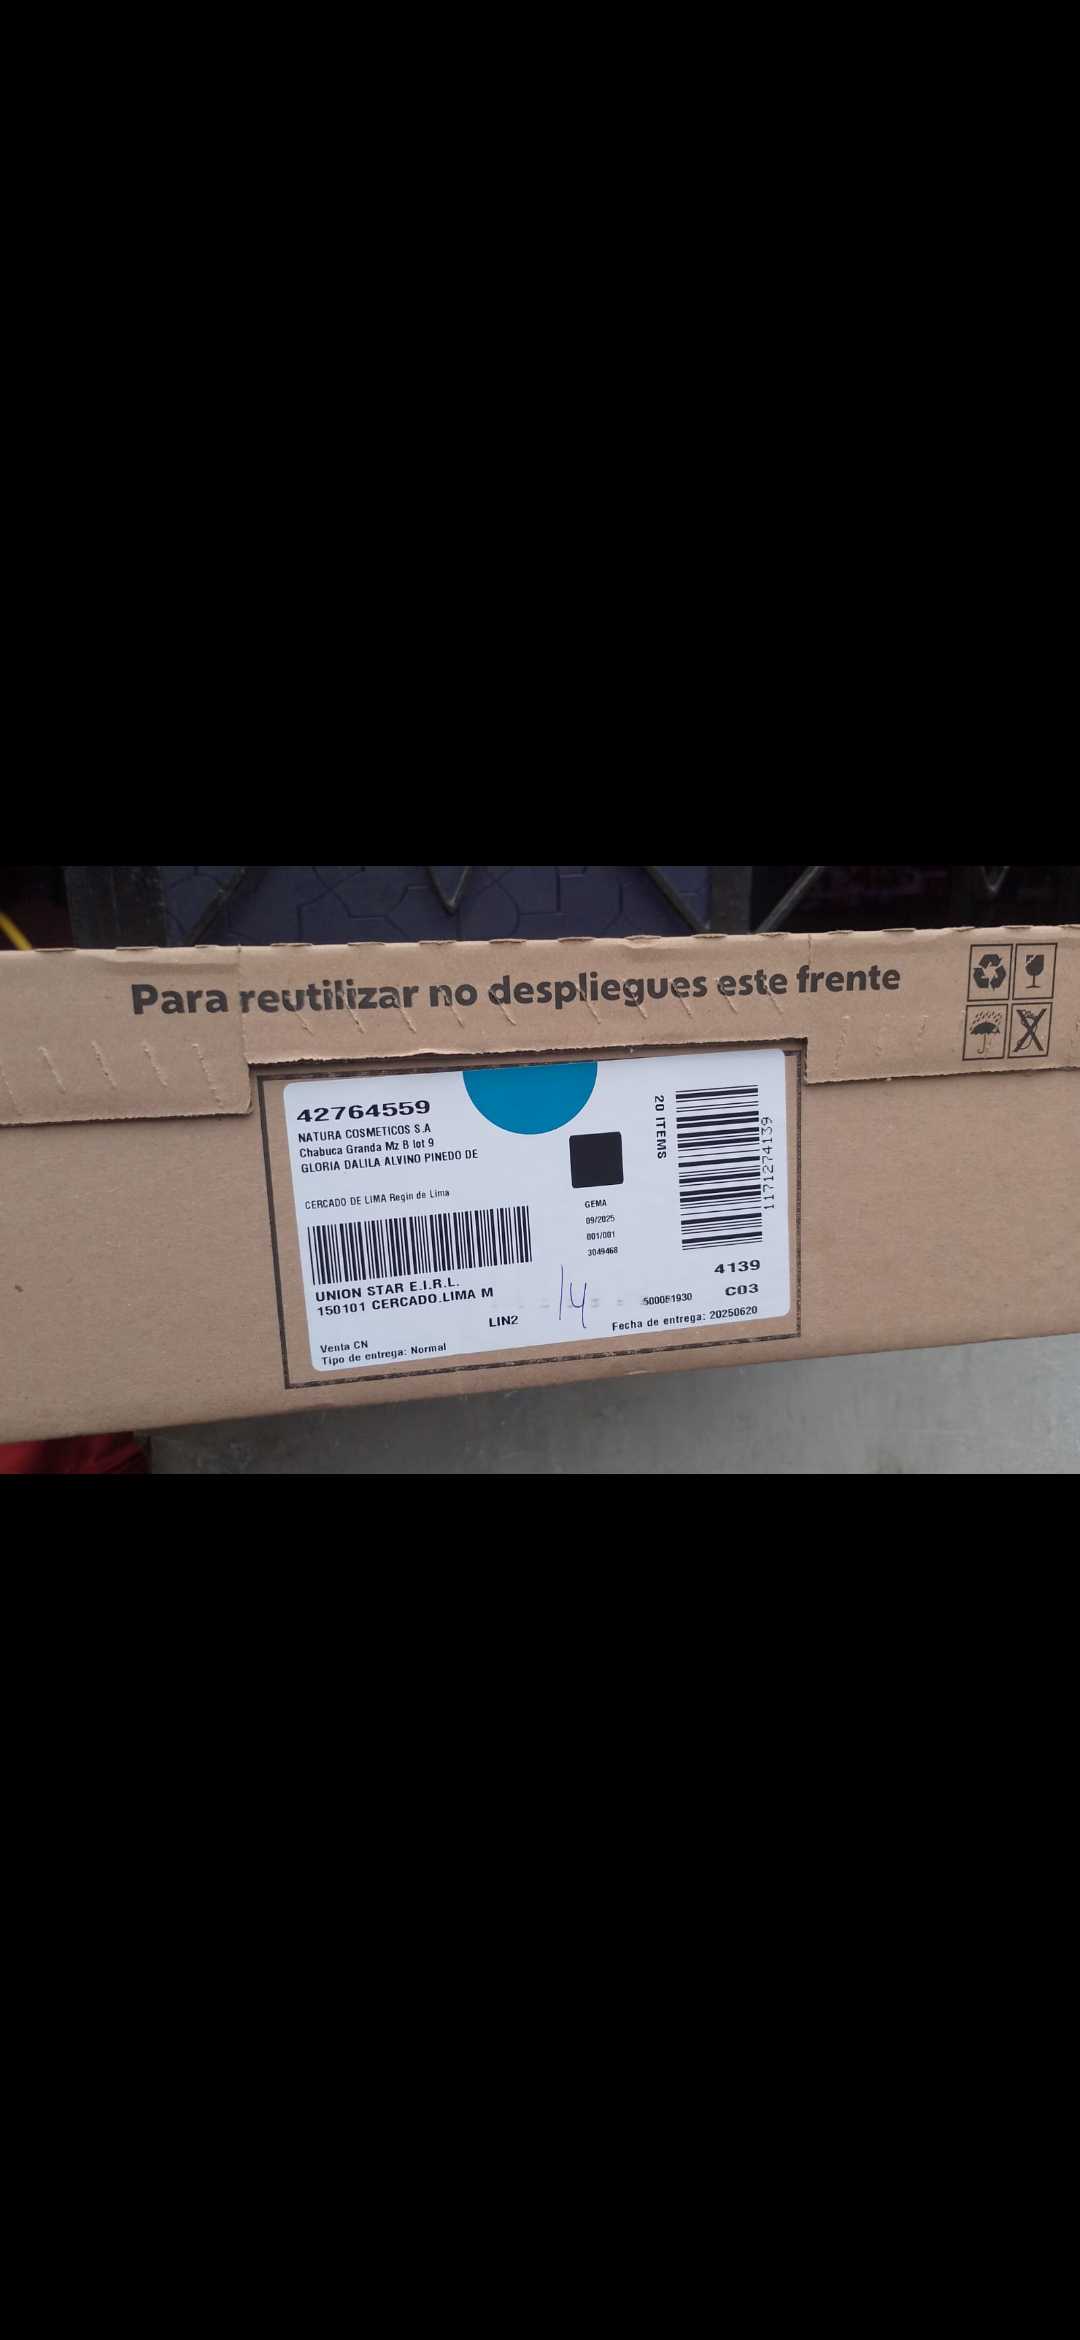 Para reutilizar no despliegues este frente
42764559
NATURA COSMETICOS S.A
Chabuca Granda Mz B lot 9
GLORIA DALILA ALVINO PINEDO DE
CERCADO DE LIMA Regin de Lima
UNION STAR E.I.R.L.
150101 CERCADO.LIMA M
LIN2
Venta CN
Tipo de entrega: Normal
GEMA
09/2025
001/001
3049468
14
20 ITEMS
1171274139
4139
C03
Fecha de entrega: 20250620